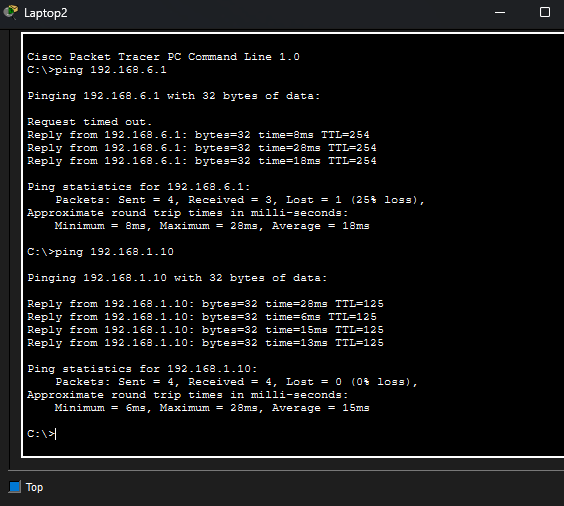 Laptop2
Cisco Packet Tracer PC Command Line 1.0
C:\>ping 192.168.6.1
Pinging 192.168.6.1 with 32 bytes of data:
Request timed out.
Reply from 192.168.6.1: bytes=32 time=8ms TTL=254
Reply from 192.168.6.1: bytes=32 time=28ms TTL=254
Reply from 192.168.6.1: bytes=32 time=18ms TTL=254
Ping statistics for 192.168.6.1:
Packets: Sent = 4, Received = 3, Lost = 1 (25% loss),
Approximate round trip times in milli-seconds:
Minimum = 8ms, Maximum = 28ms, Average = 18ms
C:\>ping 192.168.1.10
Pinging 192.168.1.10 with 32 bytes of data:
Reply from 192.168.1.10: bytes=32 time=28ms TTL=125
Reply from 192.168.1.10: bytes=32 time=6ms TTL=125
Reply from 192.168.1.10: bytes=32 time=15ms TTL=125
Reply from 192.168.1.10: bytes=32 time=13ms TTL=125
Ping statistics for 192.168.1.10:
Packets: Sent = 4, Received = 4, Lost = 0 (0% loss),
Approximate round trip times in milli-seconds:
Minimum = 6ms, Maximum = 28ms, Average = 15ms
C:\>
Top